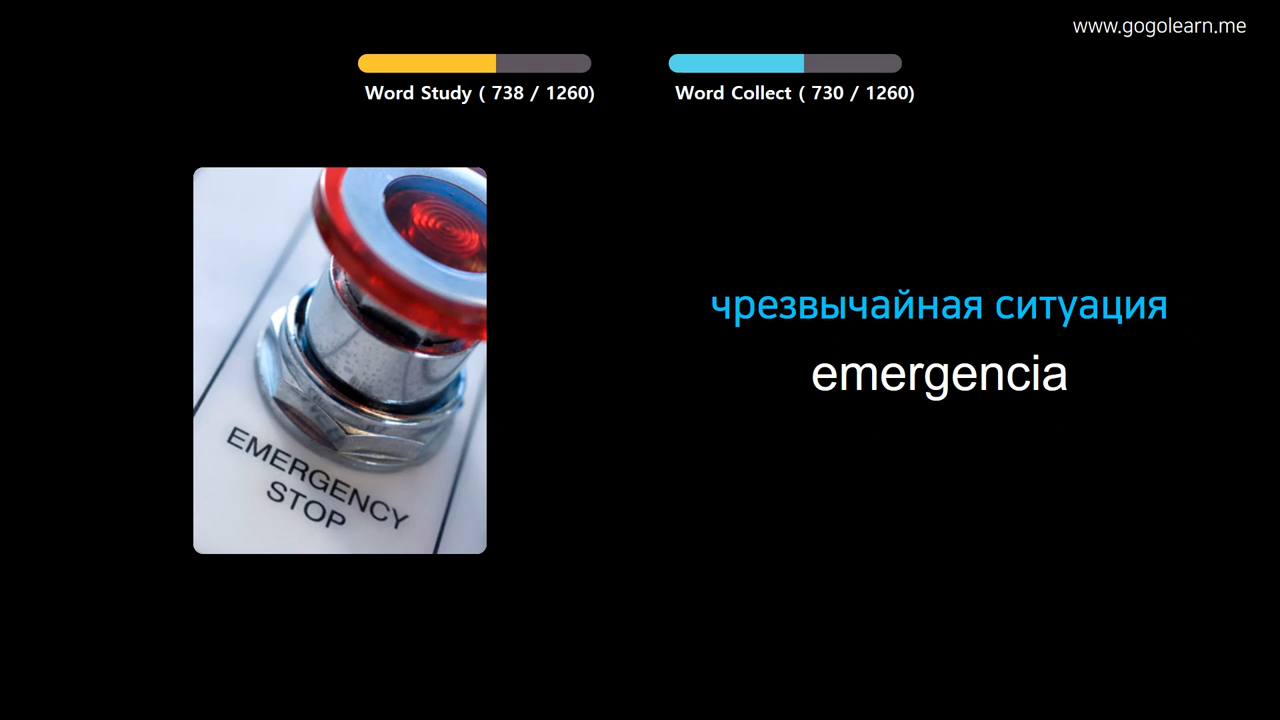 www.gogolearn.me
Word Study ( 738 / 1260)
Word Collect ( 730 / 1260)
EMERGENCY
STOP
чрезвычайная ситуация
emergencia